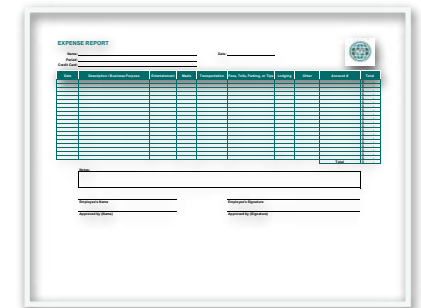 EXPENSE REPORT
Name: Date:
Period:
Credit Card:
Date Description / Business Purpose Entertainment Meals Transportation Fees, Tolls, Parking, or Tips Lodging Other Account # Total
Total
Notes:
Employee's Name Employee's Signature
Approved by (Name) Approved by (Signature)